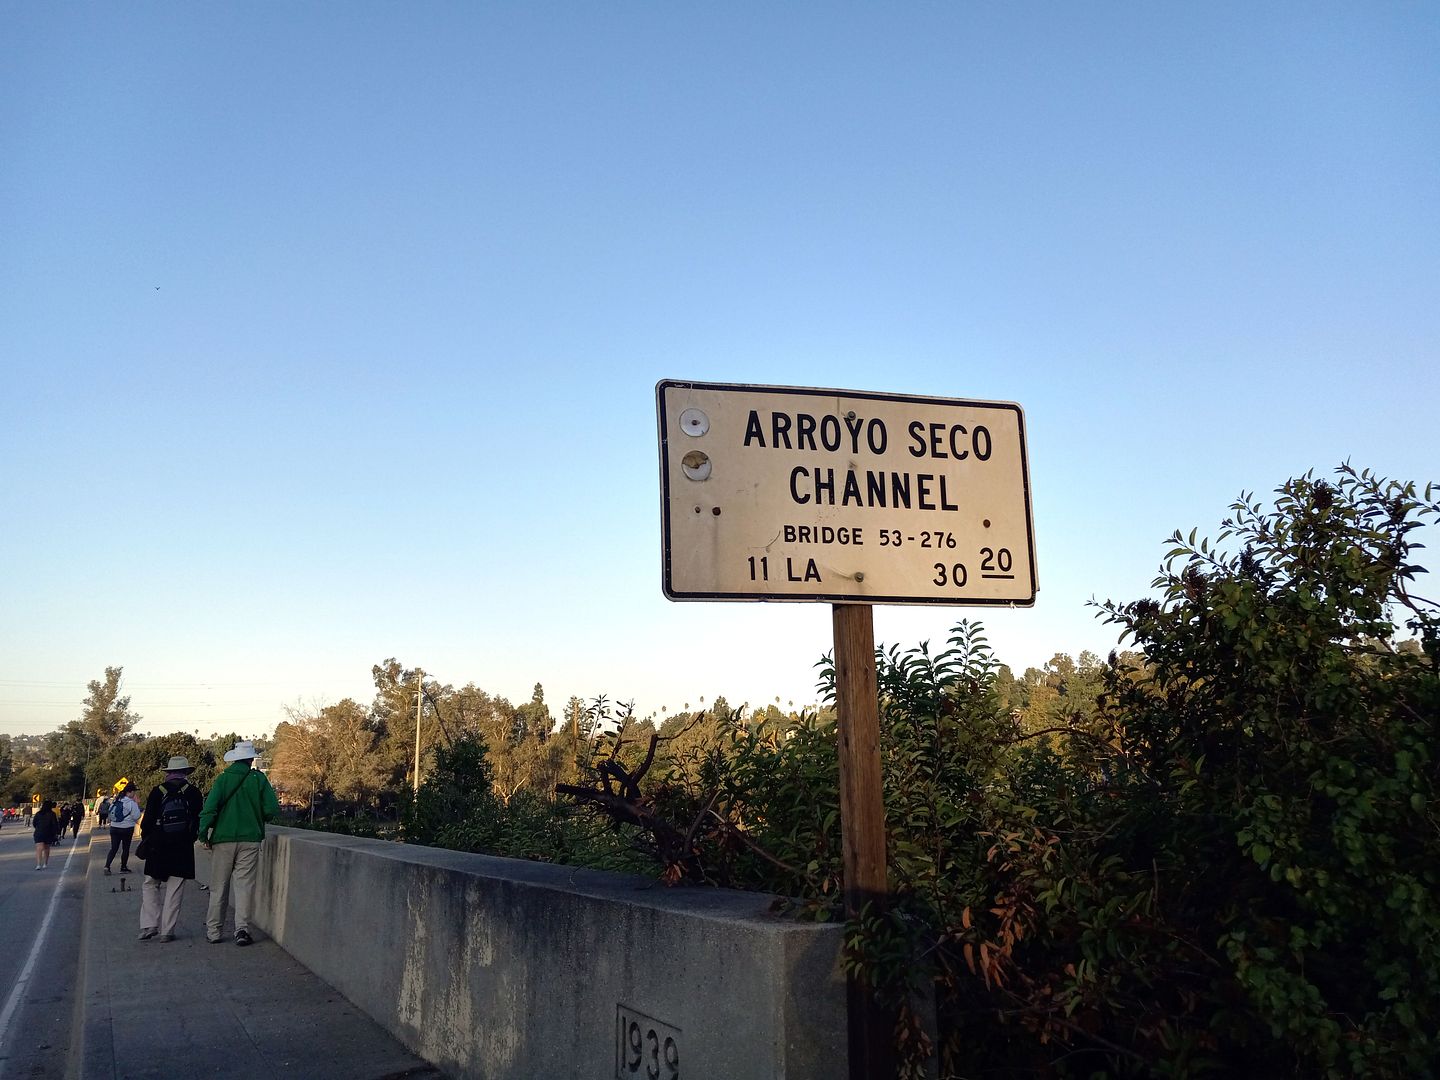 ARROYO SECO
CHANNEL
BRIDGE 53-276
11 LA 30 20
1939